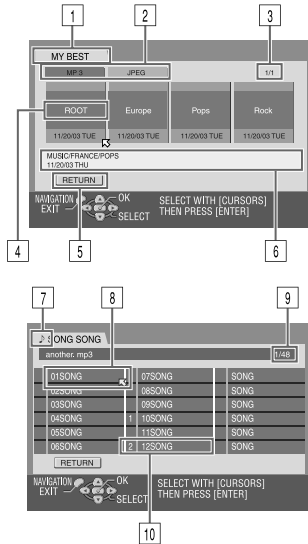 1 2 3
MY BEST
MP3 JPEG 1/1
ROOT Europe Pops Rock
11/20/03 TUE 11/20/03 TUE 11/20/03 TUE 11/20/03 TUE
MUSIC/FRANCE/POPS
11/20/03 THU
RETURN
NAVIGATION EXIT OK SELECT
SELECT WITH [CURSORS]
THEN PRESS [ENTER]
4 5 6
7 8 9
ONG SONG
another. mp3 1/48
01SONG 07SONG SONG
02SONG 08SONG SONG
03SONG 09SONG SONG
04SONG 1 10SONG SONG
05SONG 11SONG SONG
06SONG 2 12SONG SONG
RETURN
NAVIGATION EXIT OK SELECT
SELECT WITH [CURSORS]
THEN PRESS [ENTER]
10